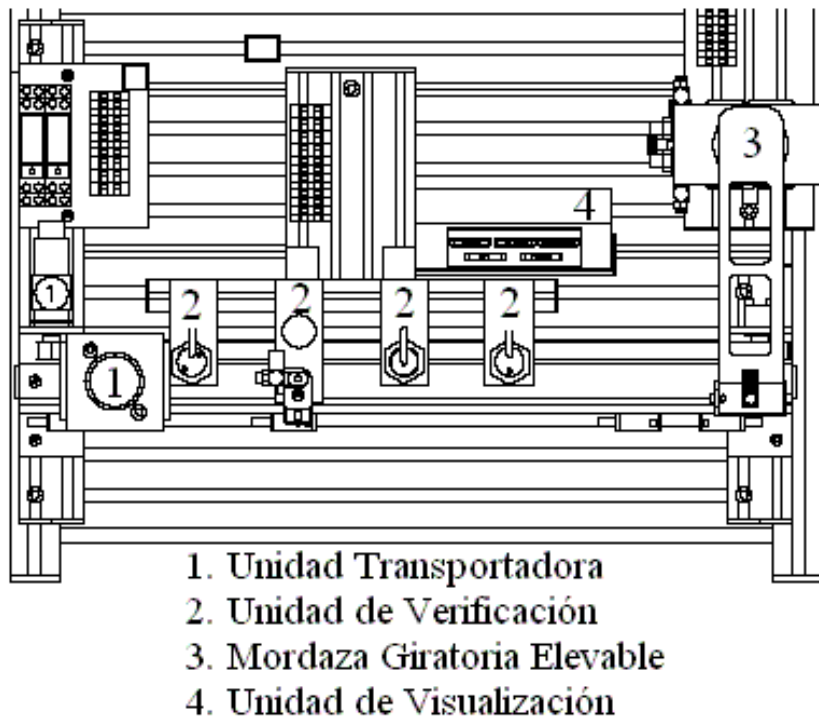 3
4
1
2
2
2
2
1
1. Unidad Transportadora
2. Unidad de Verificación
3. Mordaza Giratoria Elevable
4. Unidad de Visualización